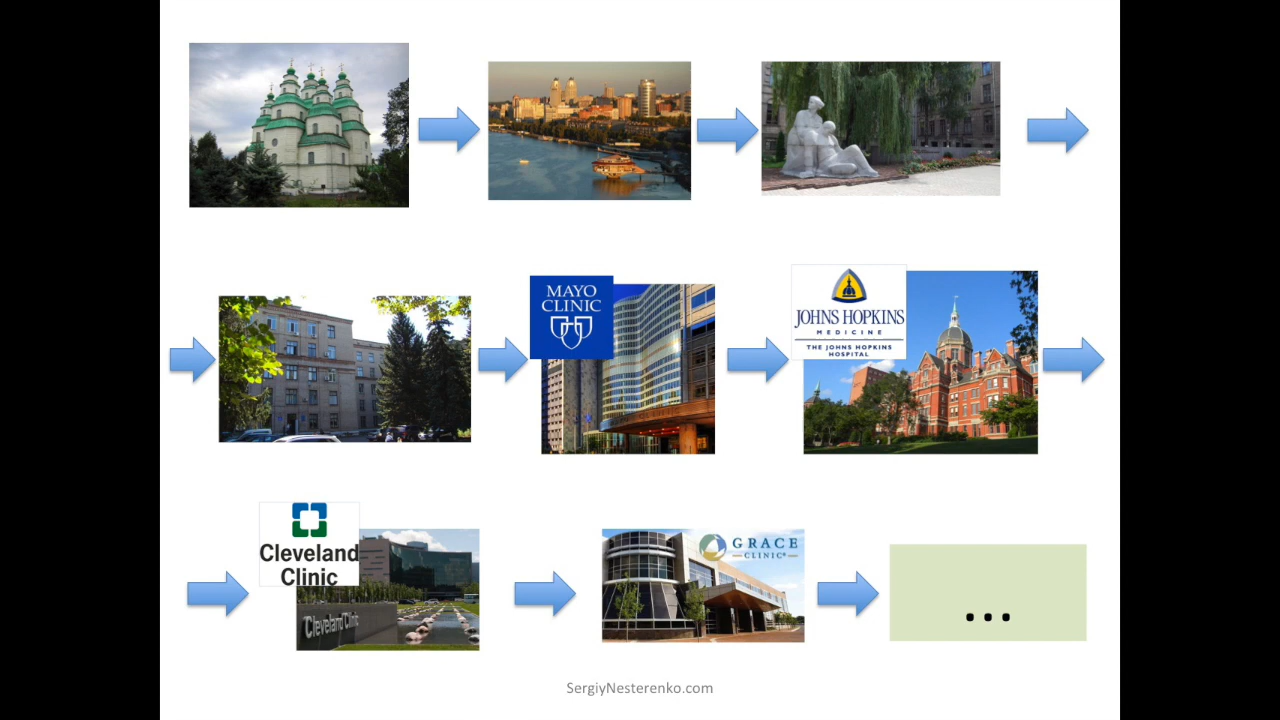 MAYO
CLINIC
JOHNS HOPKINS
MEDICINE
THE JOHNS HOPKINS
HOSPITAL
Cleveland
Clinic
Cleveland Clinic
GRACE
CLINIC®
...
SergiyNesterenko.com